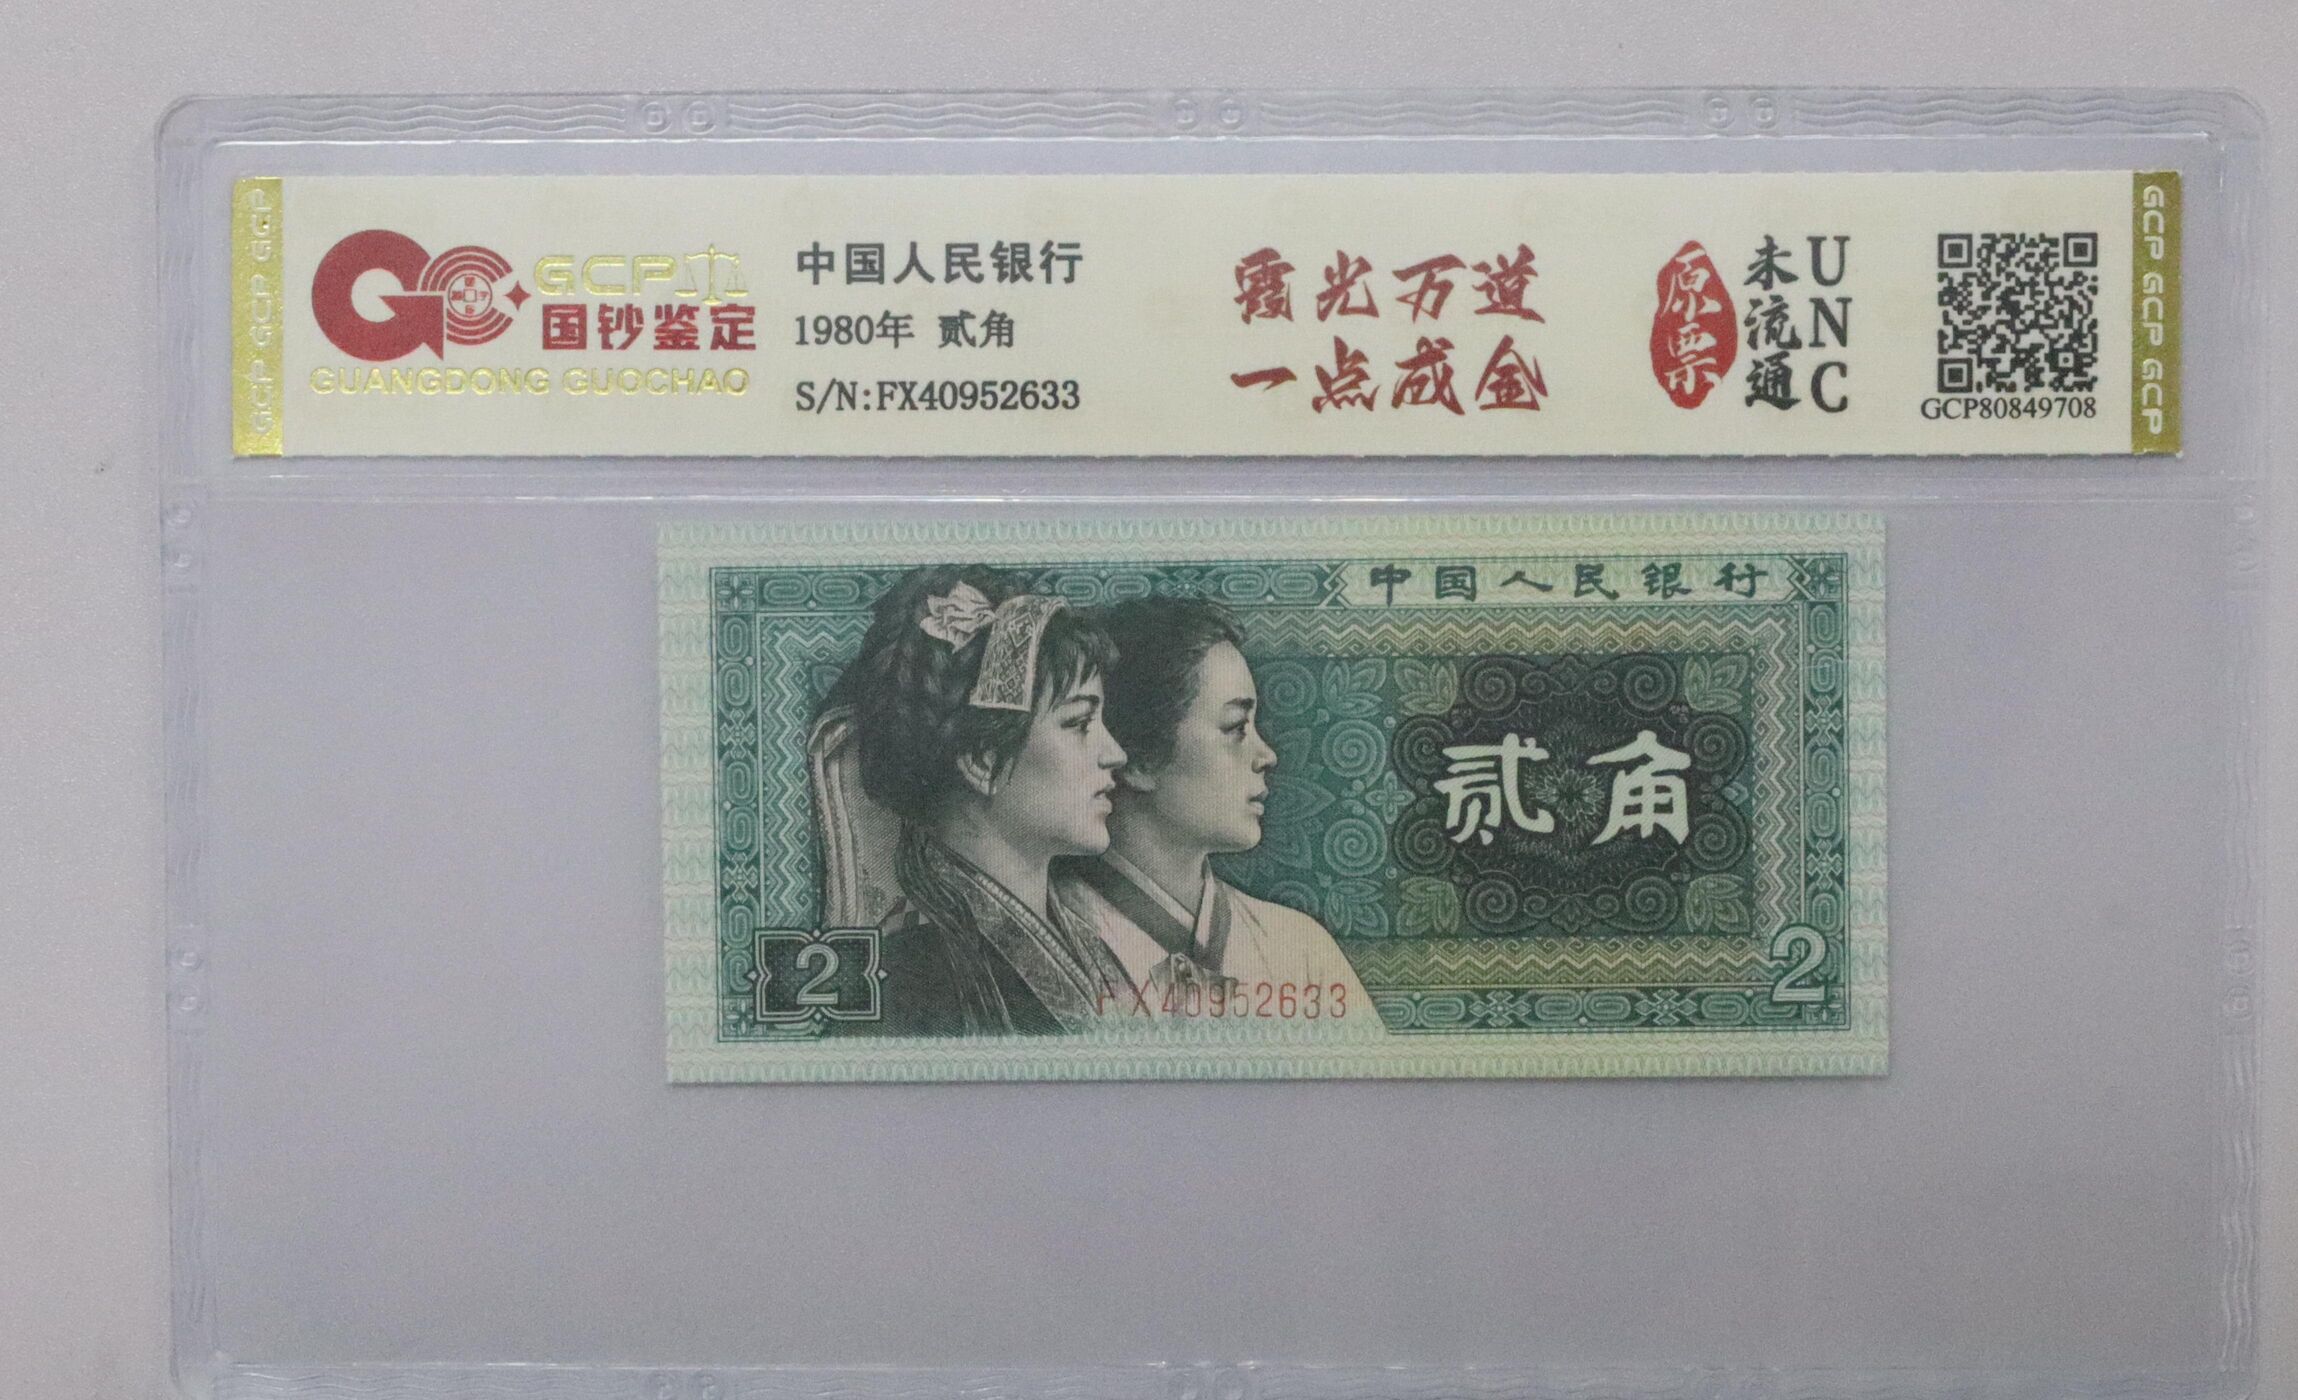 GCP GCP GCP GCP
GCP
国钞鉴定
GUANGDONG GUOCHAO
中国人民银行
1980年 贰角
S/N:FX40952633
霞光万道
一点成金
原票
未流通
UNC
GCP80849708
GCP GCP GCP GCP
中国人民银行
贰角
2
2
FX40952633